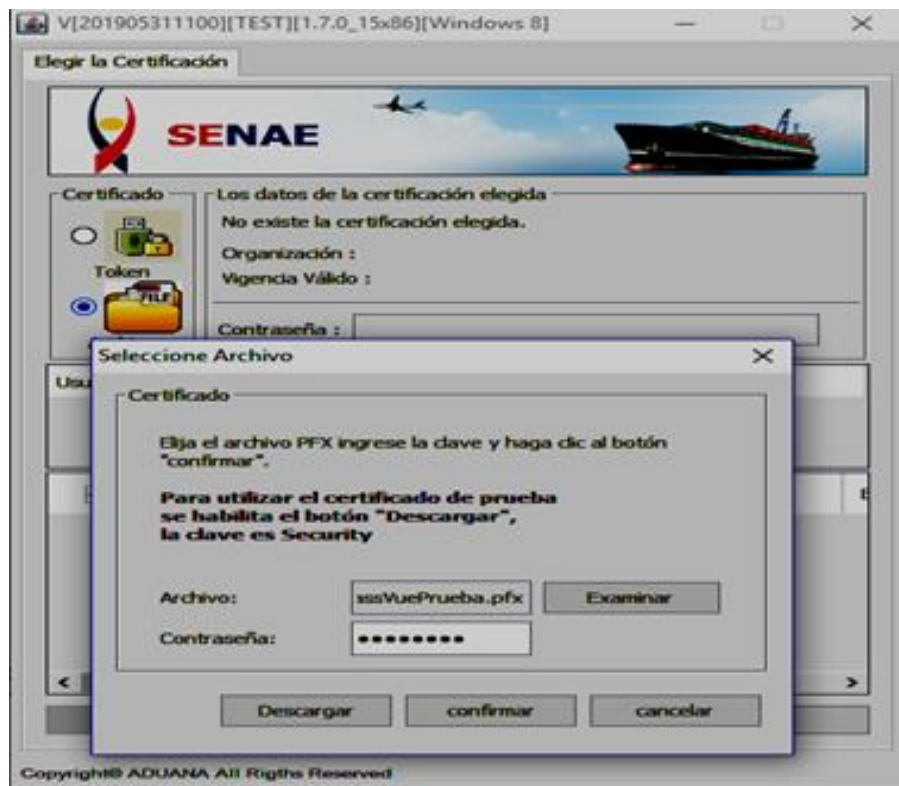 V[201905311100][TEST][1.7.0_15x86][Windows 8]
Elegir la Certificación
SENAE
Certificado
Los datos de la certificación elegida
No existe la certificación elegida.
Organización :
Token
Vigencia Válido :
FILE
Contraseña :
Seleccione Archivo
Usu
Certificado
Elija el archivo PFX ingrese la clave y haga clic al botón
"confirmar".
Para utilizar el certificado de prueba
se habilita el botón "Descargar",
la clave es Security
Archivo:
sssVuePrueba.pfx
Examinar
Contraseña:
••••••••
Descargar
confirmar
cancelar
Copyright® ADUANA All Rigths Reserved